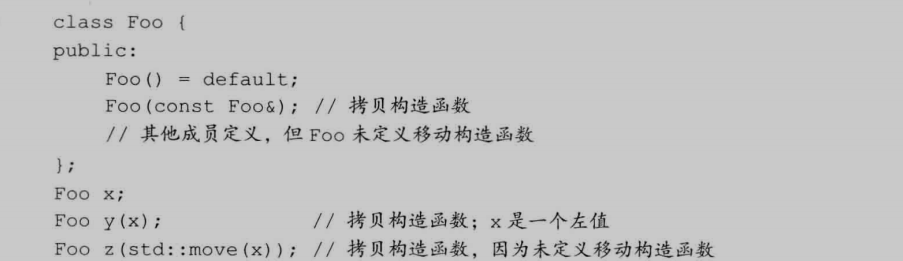 class Foo {
public:
    Foo() = default;
    Foo(const Foo&); // 拷贝构造函数
    // 其他成员定义，但 Foo 未定义移动构造函数
};
Foo x;
Foo y(x);              // 拷贝构造函数；x 是一个左值
Foo z(std::move(x)); // 拷贝构造函数，因为未定义移动构造函数